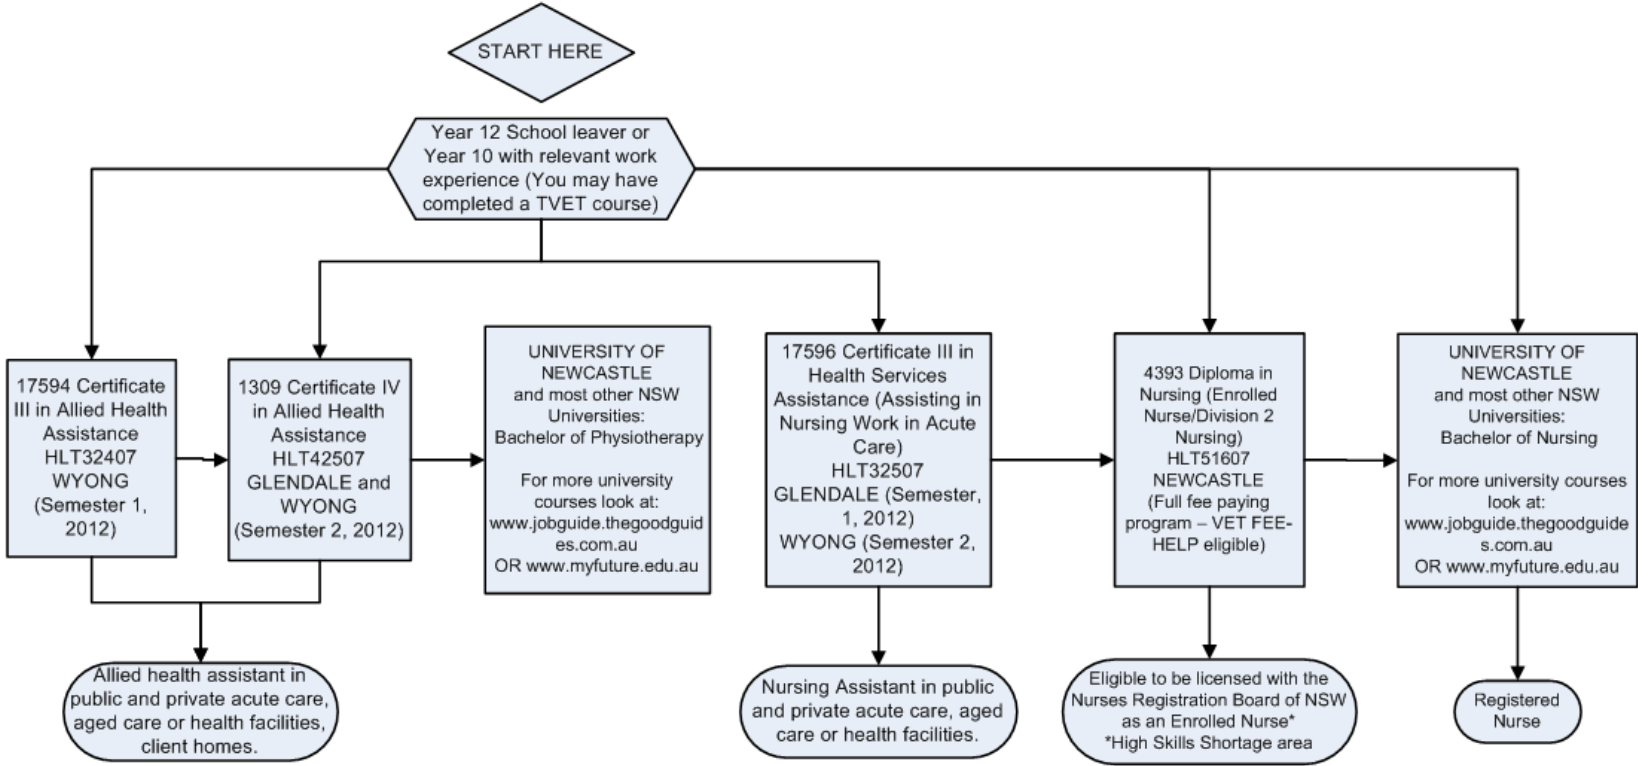 START HERE
Year 12 School leaver or
Year 10 with relevant work
experience (You may have
completed a TVET course)
17594 Certificate
III in Allied Health
Assistance
HLT32407
WYONG
(Semester 1,
2012)
1309 Certificate IV
in Allied Health
Assistance
HLT42507
GLENDALE and
WYONG
(Semester 2, 2012)
UNIVERSITY OF
NEWCASTLE
and most other NSW
Universities:
Bachelor of Physiotherapy
For more university
courses look at:
www.jobguide.thegoodguid
es.com.au
OR www.myfuture.edu.au
17596 Certificate III in
Health Services
Assistance (Assisting in
Nursing Work in Acute
Care)
HLT32507
GLENDALE (Semester,
1, 2012)
WYONG (Semester 2,
2012)
4393 Diploma in
Nursing (Enrolled
Nurse/Division 2
Nursing)
HLT51607
NEWCASTLE
(Full fee paying
program – VET FEE-
HELP eligible)
UNIVERSITY OF
NEWCASTLE
and most other NSW
Universities:
Bachelor of Nursing
For more university courses
look at:
www.jobguide.thegoodguide
s.com.au
OR www.myfuture.edu.au
Allied health assistant in
public and private acute care,
aged care or health facilities,
client homes.
Nursing Assistant in public
and private acute care, aged
care or health facilities.
Eligible to be licensed with the
Nurses Registration Board of NSW
as an Enrolled Nurse*
*High Skills Shortage area
Registered
Nurse